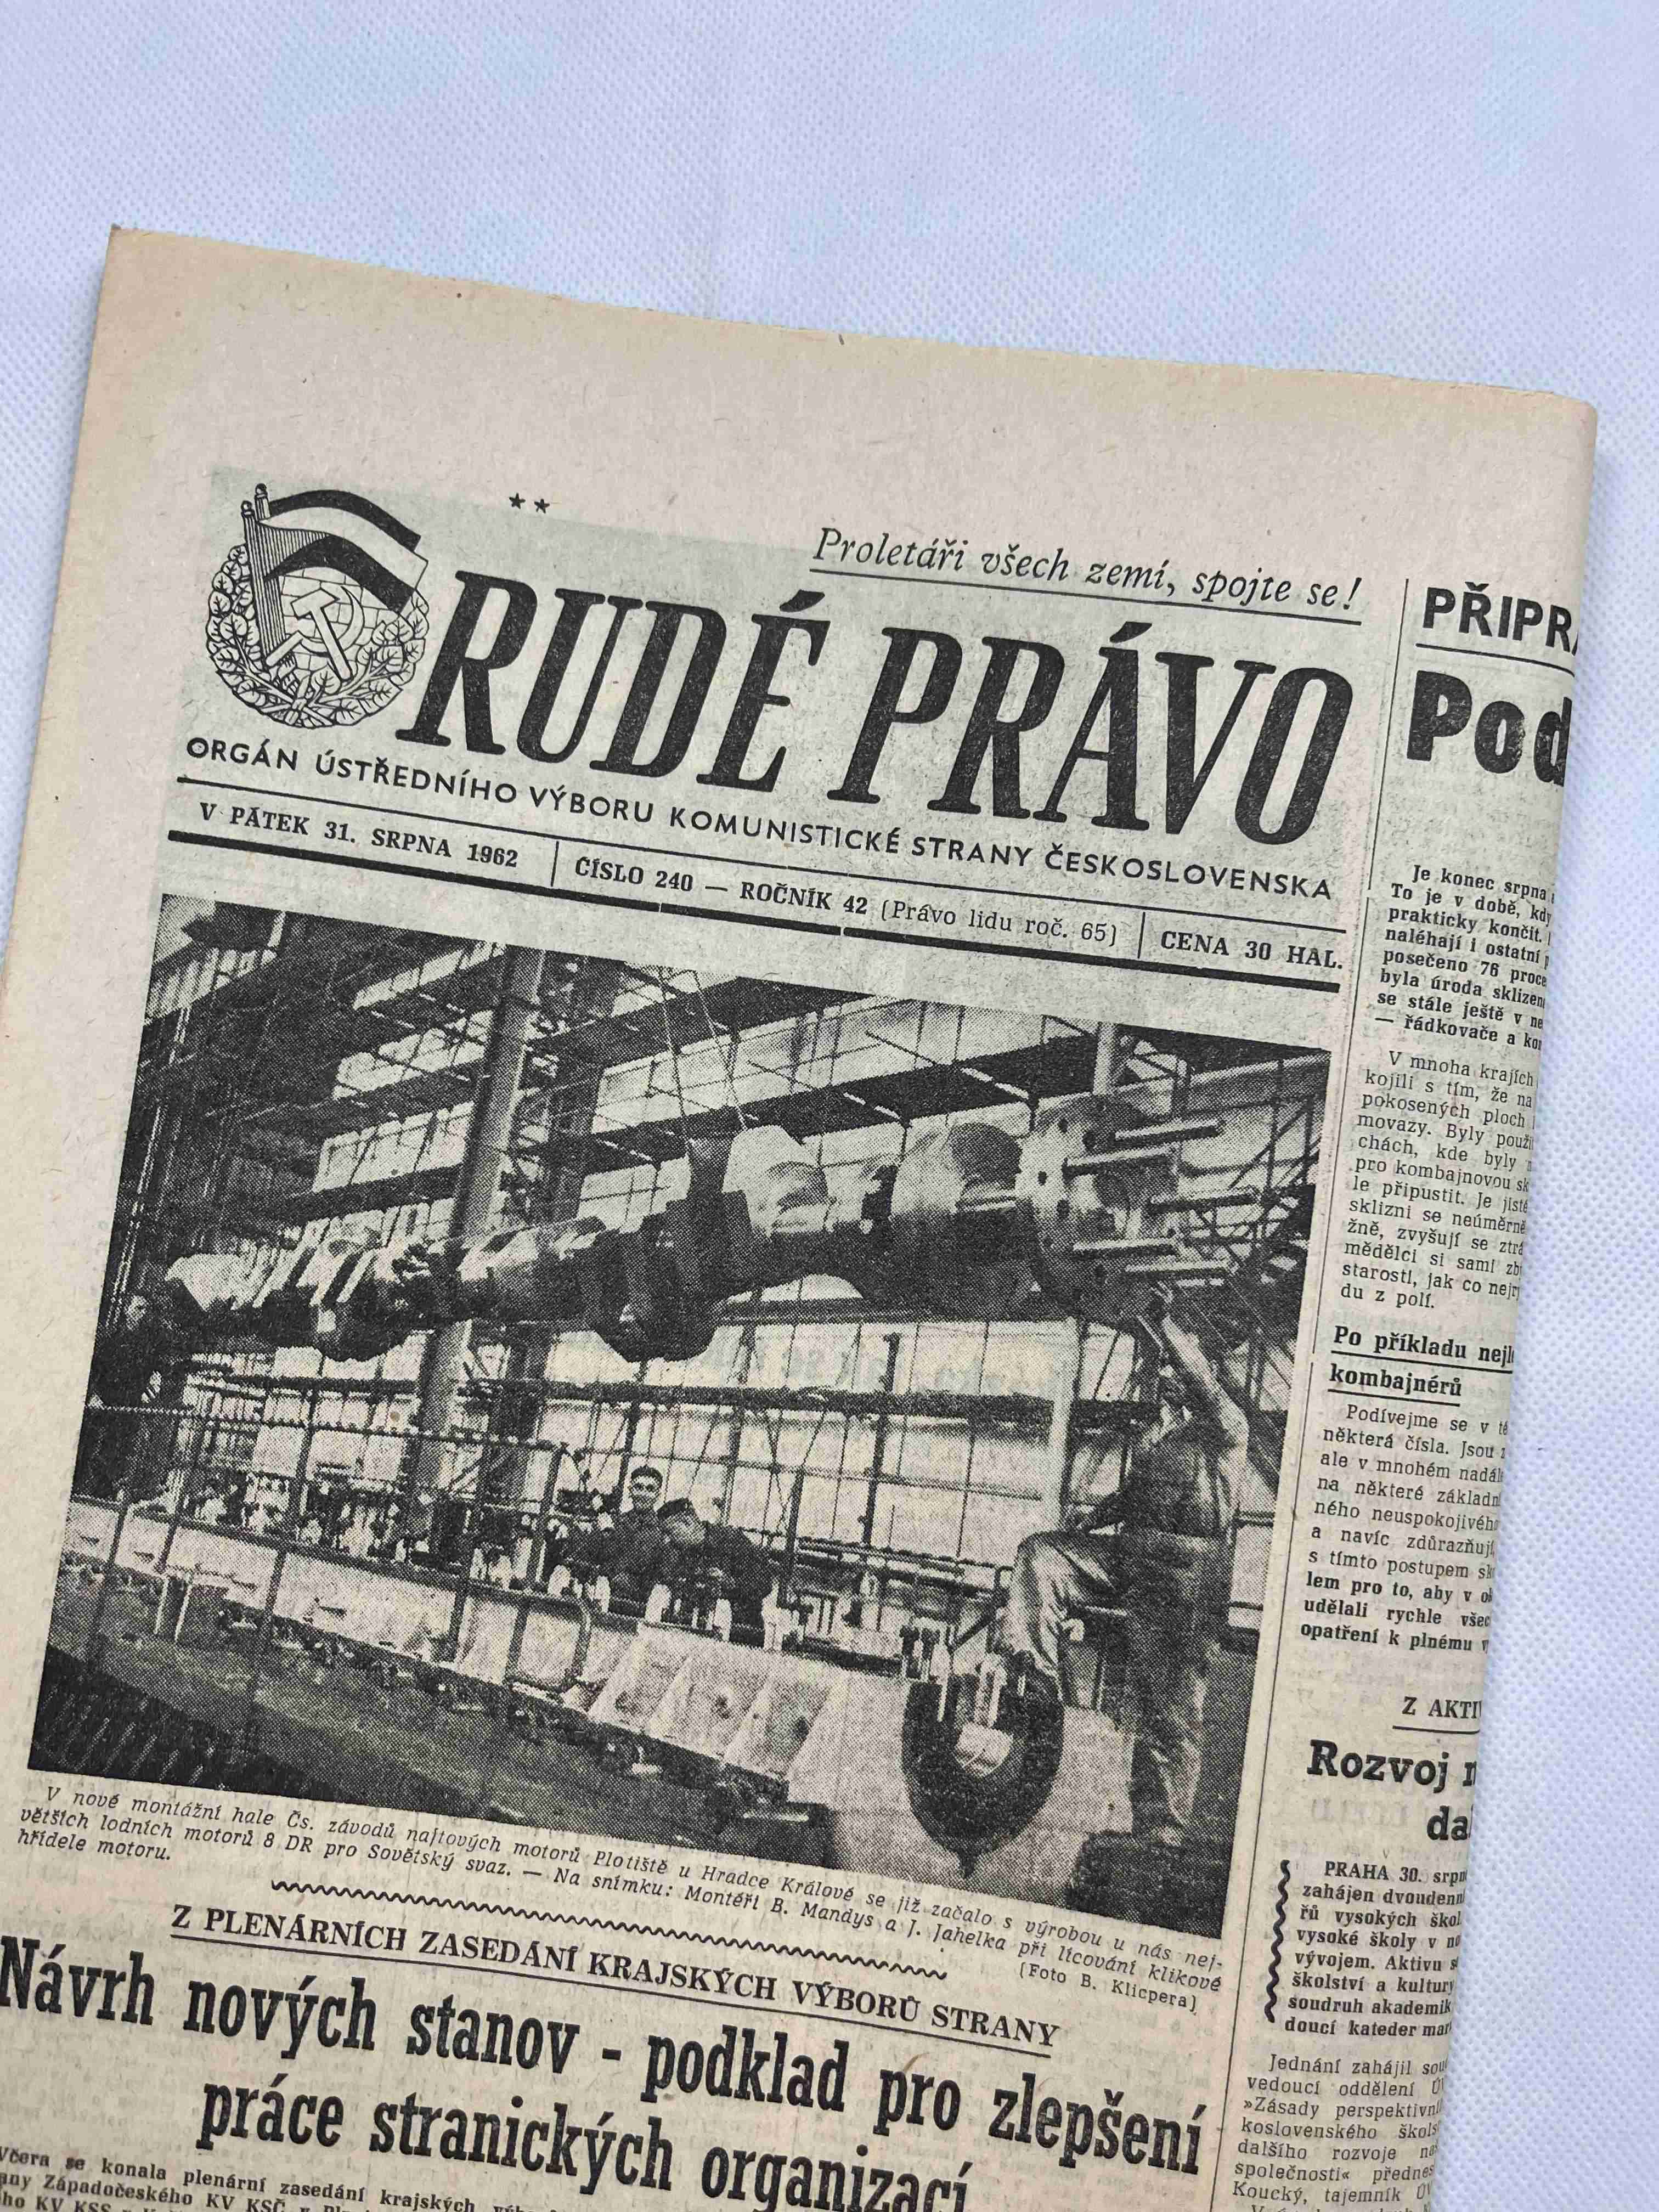 **
Proletáři všech zemí, spojte se!
RUDÉ PRÁVO
ORGÁN ÚSTŘEDNÍHO VÝBORU KOMUNISTICKÉ STRANY ČESKOSLOVENSKA
V PÁTEK 31. SRPNA 1962
ČÍSLO 240 — ROČNÍK 42 (Právo lidu roč. 65)
CENA 30 HAL.
V nové montážní hale Čs. závodů naftových motorů Plotiště u Hradce Králové se již začalo s výrobou u nás nej-
větších lodních motorů 8 DR pro Sovětský svaz. — Na snímku: Montéři B. Mandys a J. Jahelka při lícování klikové
hřídele motoru.
(Foto B. Klicpera)
Z PLENÁRNÍCH ZASEDÁNÍ KRAJSKÝCH VÝBORŮ STRANY
Návrh nových stanov - podklad pro zlepšení
práce stranických organizací
Včera se konala plenární zasedání krajských
Západočeského KV KSČ v
KV KSS
PŘIPR
Pod
Je konec srpna
To je v době, kdy
prakticky končit.
naléhají i ostatní
posečeno 76 proce
byla úroda sklizen
se stále ještě v ne
— řádkovače a ko
V mnoha krajích
kojili s tím, že na
pokosených ploch
movazy. Byly použi
chách, kde byly
pro kombajnovou sk
le připustit. Je jisté
sklizni se neúměrně
žně, zvyšují se ztrá
mědělci si sami zb
starosti, jak co nejr
du z polí.
Po příkladu nejl
kombajnérů
Podívejme se v té
některá čísla. Jsou
ale v mnohém nadál
na některé základn
ného neuspokojivého
a navíc zdůrazňují
s tímto postupem sk
lem pro to, aby v o
udělali rychle všec
opatření k plnému v
Z AKTI
Rozvoj
da
PRAHA 30. srpn
zahájen dvoudenn
řů vysokých škol
vysoké školy v no
vývojem. Aktivu s
školství a kultury
soudruh akademik
doucí kateder mar
Jednání zahájil sou
vedoucí oddělení Ú
»Zásady perspektivn
koslovenského škols
dalšího rozvoje na
společnosti« přednes
Koucký, tajemník Ú